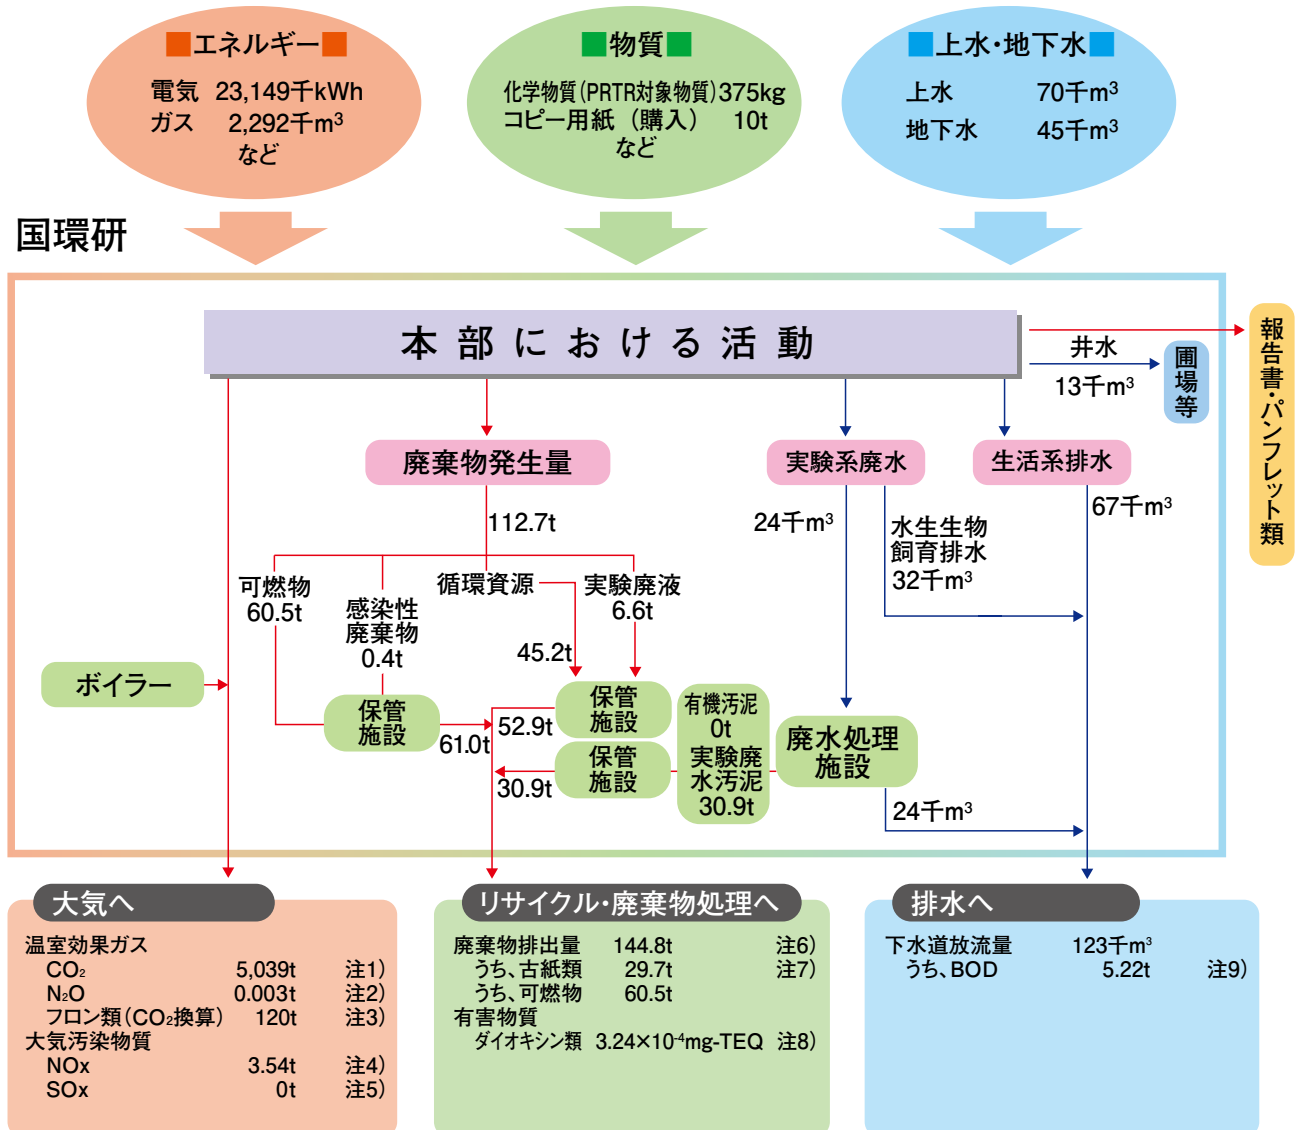 ■エネルギー■
電気 23,149千kWh
ガス 2,292千m³
など
■物質■
化学物質(PRTR対象物質)375kg
コピー用紙（購入） 10t
など
■上水・地下水■
上水 70千m³
地下水 45千m³
国環研
本部における活動
井水
13千m³
圃場等
報告書・パンフレット類
廃棄物発生量
112.7t
実験系廃水
24千m³
水生生物
飼育排水
32千m³
生活系排水
67千m³
可燃物
60.5t
感染性
廃棄物
0.4t
循環資源
45.2t
実験廃液
6.6t
ボイラー
保管
施設
61.0t
保管
施設
52.9t
保管
施設
30.9t
有機汚泥
0t
実験廃
水汚泥
30.9t
廃水処理
施設
24千m³
大気へ
温室効果ガス
CO₂ 5,039t 注1)
N₂O 0.003t 注2)
フロン類(CO₂換算) 120t 注3)
大気汚染物質
NOx 3.54t 注4)
SOx 0t 注5)
リサイクル・廃棄物処理へ
廃棄物排出量 144.8t 注6)
うち、古紙類 29.7t 注7)
うち、可燃物 60.5t
有害物質
ダイオキシン類 3.24×10⁻⁴mg-TEQ 注8)
排水へ
下水道放流量 123千m³
うち、BOD 5.22t 注9)